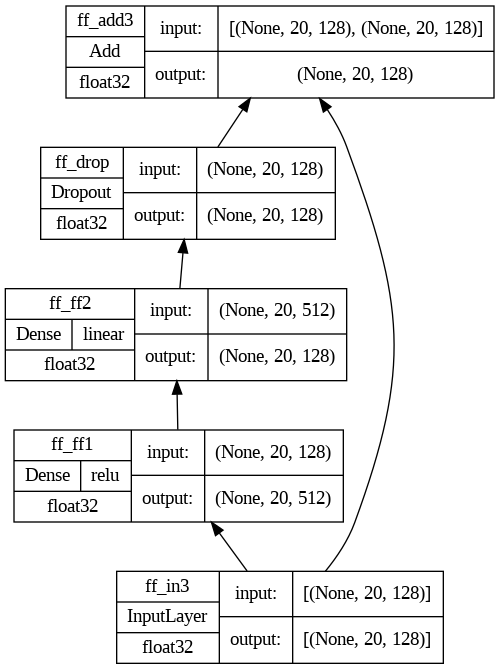 ff_add3
Add
float32
input:
[(None, 20, 128), (None, 20, 128)]
output:
(None, 20, 128)
ff_drop
Dropout
float32
input:
(None, 20, 128)
output:
(None, 20, 128)
ff_ff2
Dense
linear
float32
input:
(None, 20, 512)
output:
(None, 20, 128)
ff_ff1
Dense
relu
float32
input:
(None, 20, 128)
output:
(None, 20, 512)
ff_in3
InputLayer
float32
input:
[(None, 20, 128)]
output:
[(None, 20, 128)]